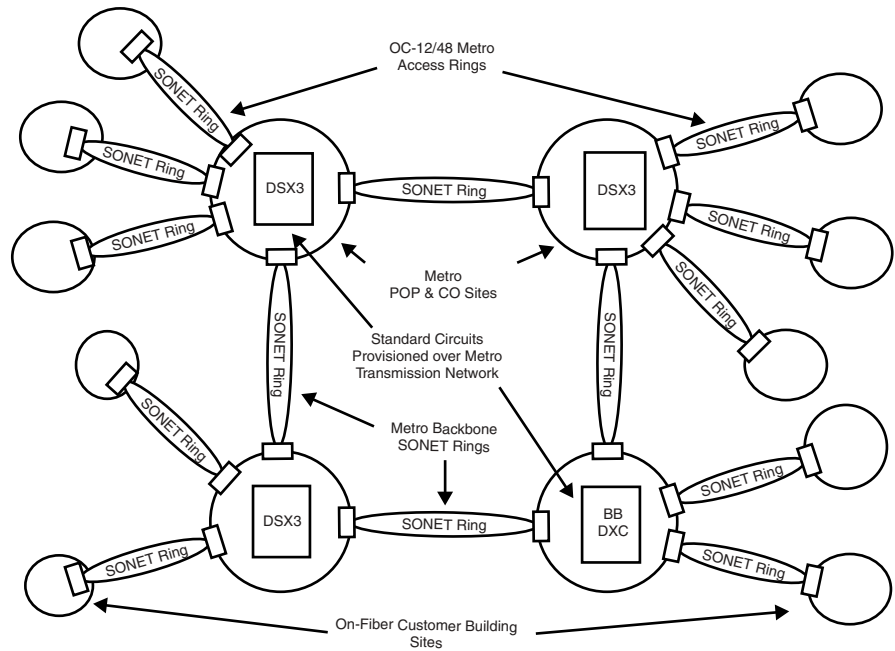 OC-12/48 Metro
Access Rings
SONET Ring
SONET Ring
SONET Ring
SONET Ring
DSX3
SONET Ring
DSX3
SONET Ring
SONET Ring
SONET Ring
Metro
POP & CO Sites
SONET Ring
Standard Circuits
Provisioned over Metro
Transmission Network
SONET Ring
SONET Ring
Metro Backbone
SONET Rings
SONET Ring
DSX3
SONET Ring
BB
DXC
SONET Ring
SONET Ring
On-Fiber Customer Building
Sites